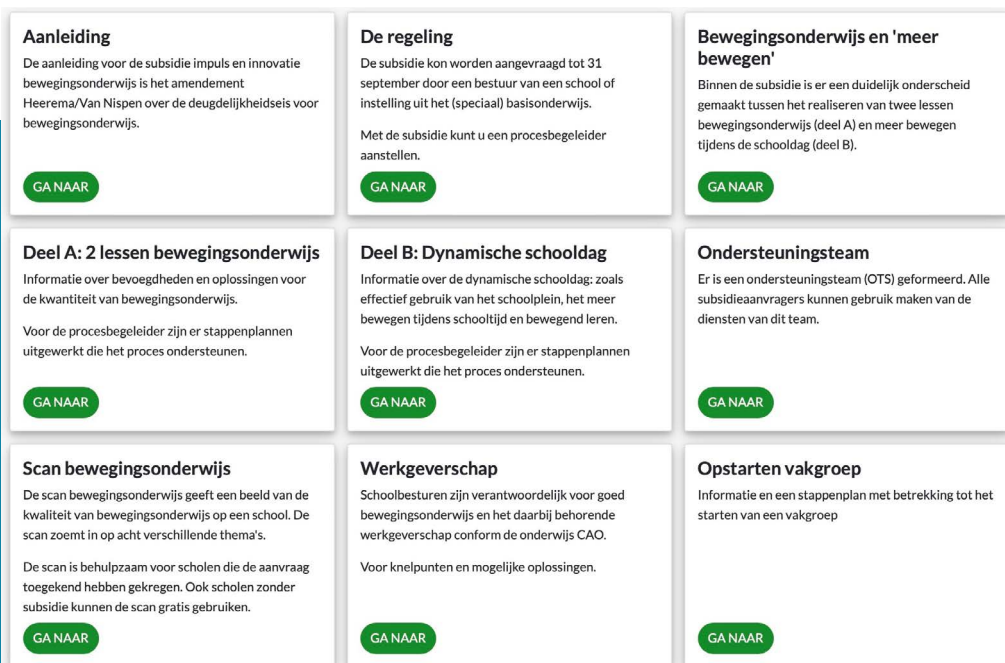 Aanleiding
De aanleiding voor de subsidie impuls en innovatie
bewegingsonderwijs is het amendement
Heerema/Van Nispen over de deugdelijkheidseis voor
bewegingsonderwijs.
GA NAAR
De regeling
De subsidie kon worden aangevraagd tot 31
september door een bestuur van een school of
instelling uit het (speciaal) basisonderwijs.
Met de subsidie kunt u een procesbegeleider
aanstellen.
GA NAAR
Bewegingsonderwijs en 'meer
bewegen'
Binnen de subsidie is er een duidelijk onderscheid
gemaakt tussen het realiseren van twee lessen
bewegingsonderwijs (deel A) en meer bewegen
tijdens de schooldag (deel B).
GA NAAR
Deel A: 2 lessen bewegingsonderwijs
Informatie over bevoegdheden en oplossingen voor
de kwantiteit van bewegingsonderwijs.
Voor de procesbegeleider zijn er stappenplannen
uitgewerkt die het proces ondersteunen.
GA NAAR
Deel B: Dynamische schooldag
Informatie over de dynamische schooldag: zoals
effectief gebruik van het schoolplein, het meer
bewegen tijdens schooltijd en bewegend leren.
Voor de procesbegeleider zijn er stappenplannen
uitgewerkt die het proces ondersteunen.
GA NAAR
Ondersteuningsteam
Er is een ondersteuningsteam (OTS) geformeerd. Alle
subsidieaanvragers kunnen gebruik maken van de
diensten van dit team.
GA NAAR
Scan bewegingsonderwijs
De scan bewegingsonderwijs geeft een beeld van de
kwaliteit van bewegingsonderwijs op een school. De
scan zoemt in op acht verschillende thema's.
De scan is behulpzaam voor scholen die de aanvraag
toegekend hebben gekregen. Ook scholen zonder
subsidie kunnen de scan gratis gebruiken.
GA NAAR
Werkgeverschap
Schoolbesturen zijn verantwoordelijk voor goed
bewegingsonderwijs en het daarbij behorende
werkgeverschap conform de onderwijs CAO.
Voor knelpunten en mogelijke oplossingen.
GA NAAR
Opstarten vakgroep
Informatie en een stappenplan met betrekking tot het
starten van een vakgroep
GA NAAR